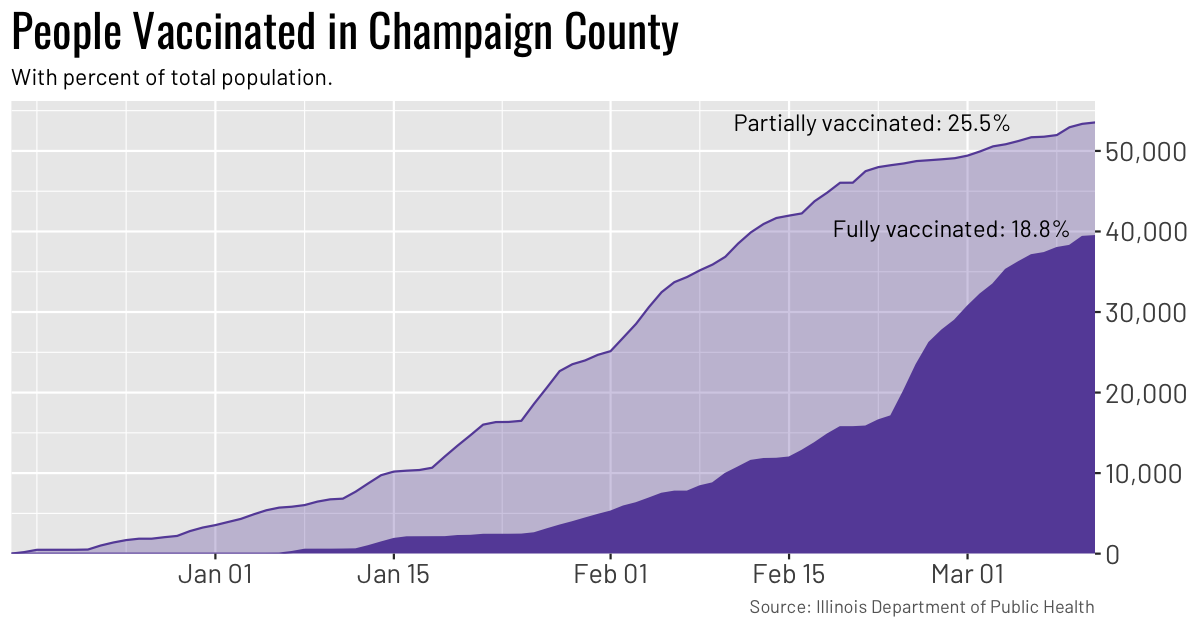 People Vaccinated in Champaign County
With percent of total population.
Partially vaccinated: 25.5%
50,000
Fully vaccinated: 18.8%
40,000
30,000
20,000
10,000
0
Jan 01 Jan 15 Feb 01 Feb 15 Mar 01
Source: Illinois Department of Public Health